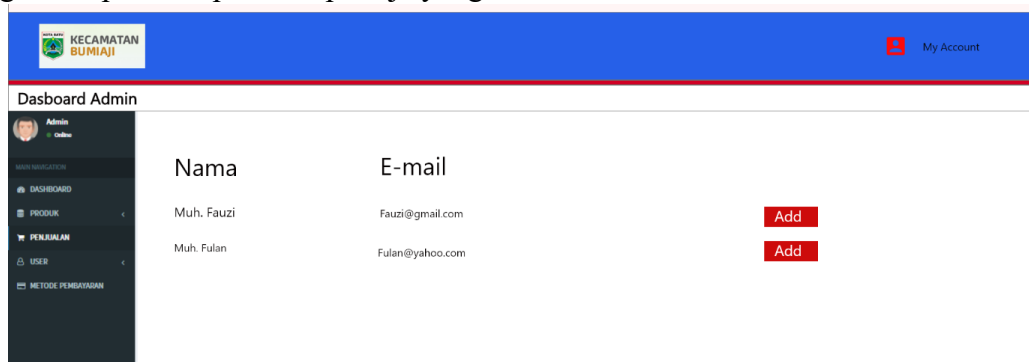 KECAMATAN
BUMIAJI
My Account
Dasboard Admin
Admin
Online
MAIN NAVIGATION
DASHBOARD
PRODUK
PENJUALAN
USER
METODE PEMBAYARAN
Nama E-mail
Muh. Fauzi Fauzi@gmail.com Add
Muh. Fulan Fulan@yahoo.com Add